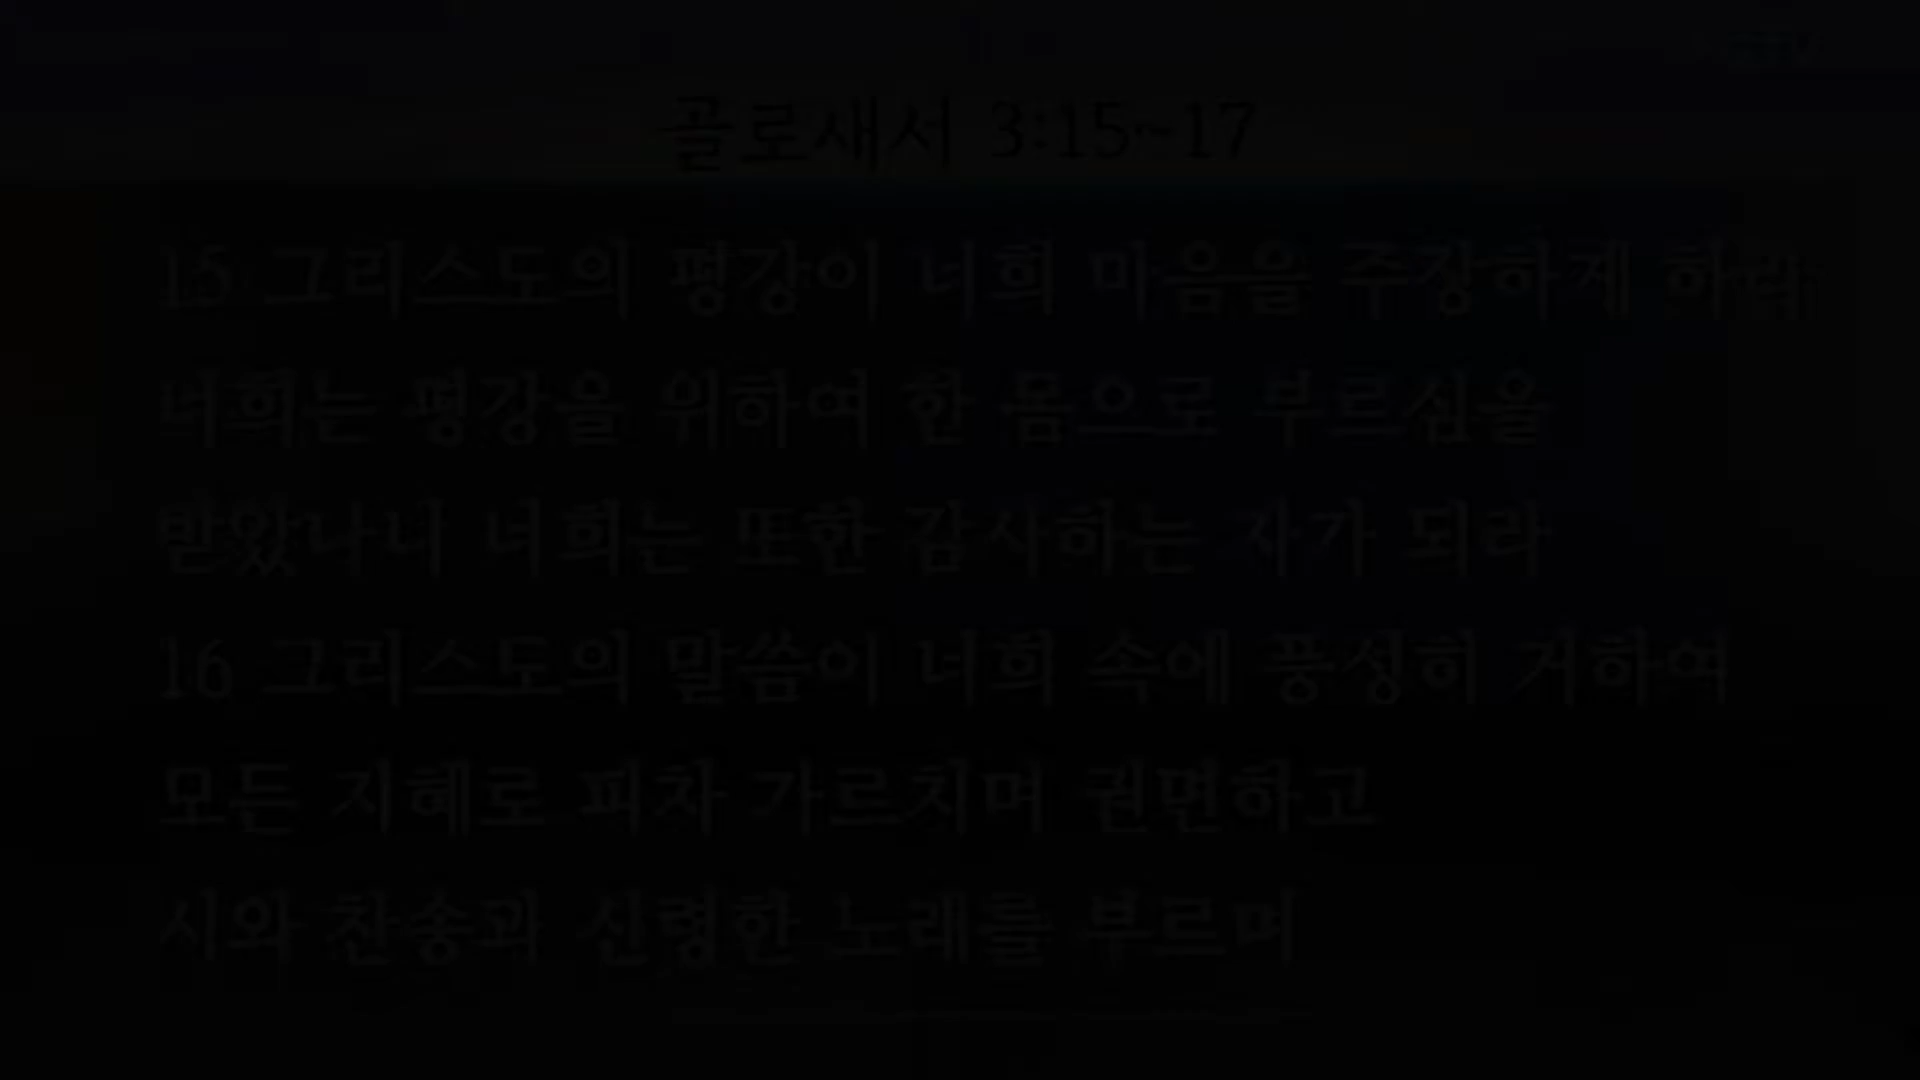 골로새서 3:15~17
15 그리스도의 평강이 너희 마음을 주장하게 하라
너희는 평강을 위하여 한 몸으로 부르심을
받았나니 너희는 또한 감사하는 자가 되라
16 그리스도의 말씀이 너희 속에 풍성히 거하여
모든 지혜로 피차 가르치며 권면하고
시와 찬송과 신령한 노래를 부르며